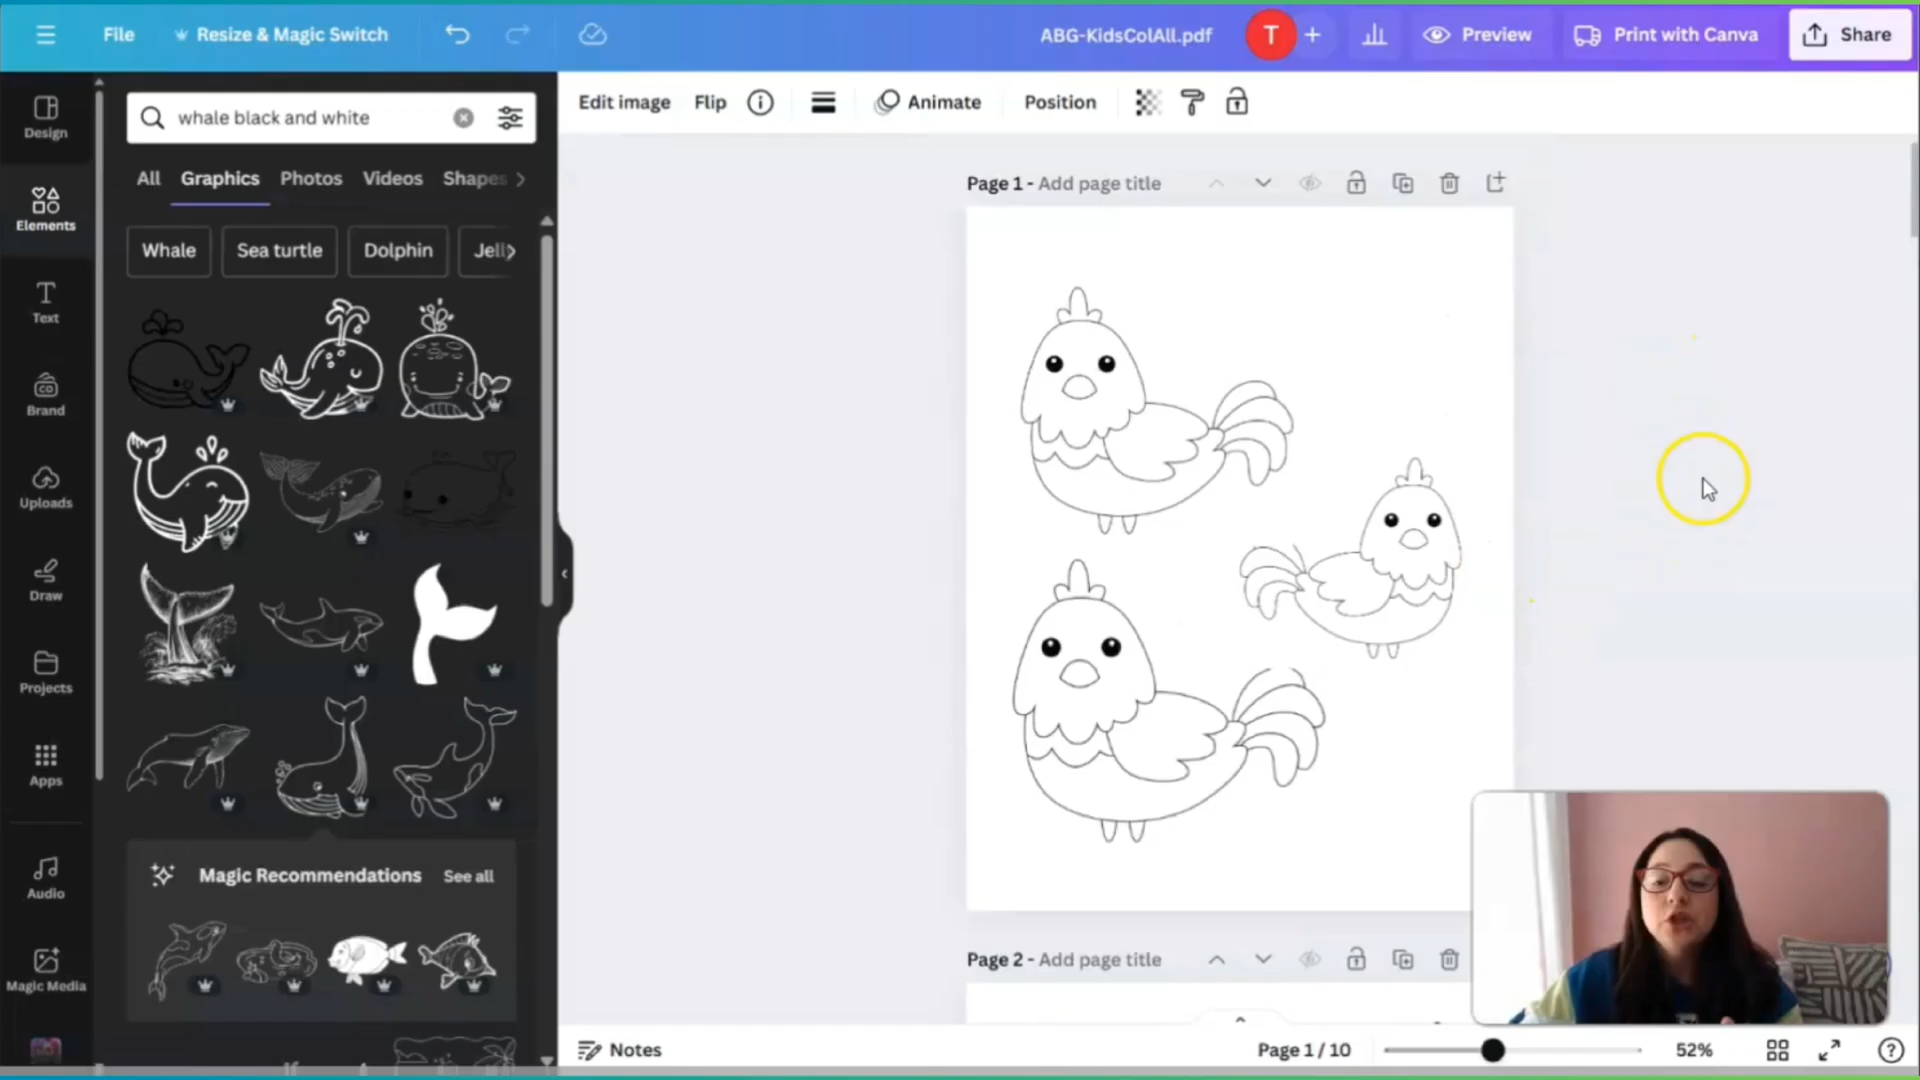 File
Resize & Magic Switch
ABG-KidsColAll.pdf
T
Preview
Print with Canva
Share
Design
Elements
Text
Brand
Uploads
Draw
Projects
Apps
Audio
Magic Media
whale black and white
All
Graphics
Photos
Videos
Shapes
Whale
Sea turtle
Dolphin
Jelly
Magic Recommendations
See all
Edit image
Flip
Animate
Position
Page 1 - Add page title
Page 2 - Add page title
Notes
Page 1 / 10
52%